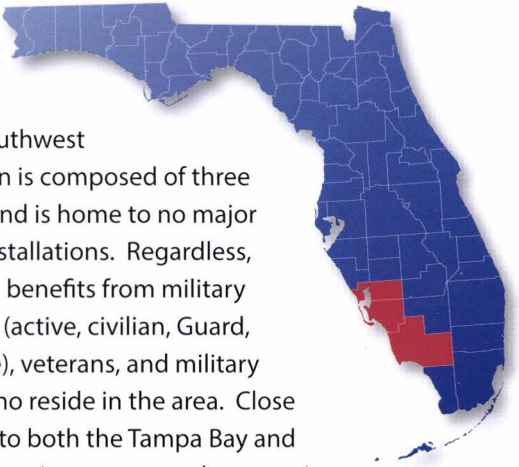 uthwest
n is composed of three
nd is home to no major
stallations. Regardless,
benefits from military
(active, civilian, Guard,
), veterans, and military
no reside in the area. Close
to both the Tampa Bay and